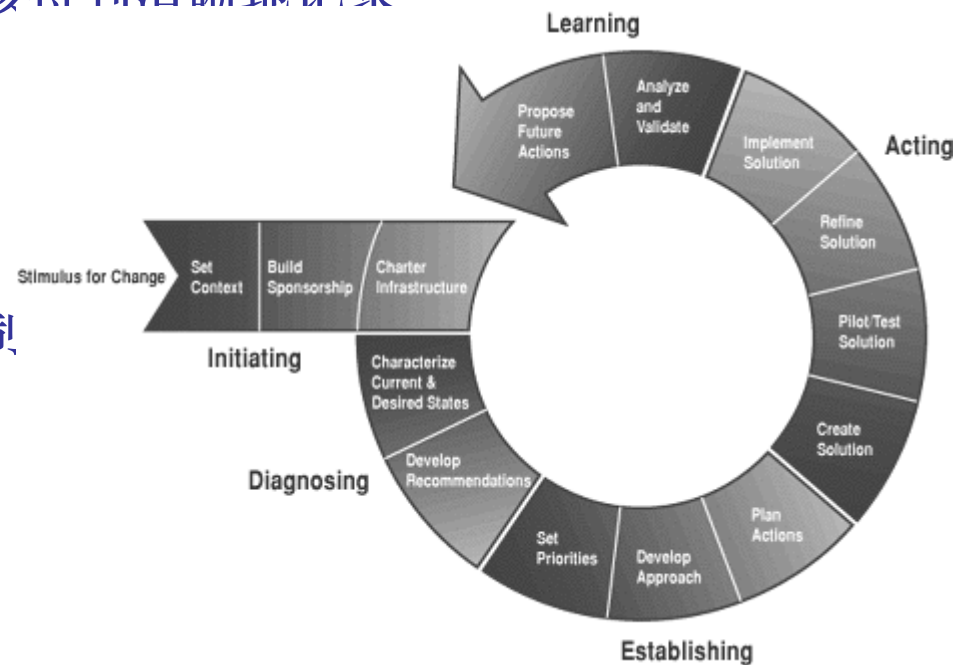 Learning
Analyze
and
Validate
Propose
Future
Actions
Implement
Solution
Acting
Refine
Solution
Stimulus for Change
Set
Context
Build
Sponsorship
Charter
Infrastructure
Pilot/Test
Solution
Initiating
Characterize
Current &
Desired States
Create
Solution
Develop
Recommendations
Diagnosing
Plan
Actions
Set
Priorities
Develop
Approach
Establishing